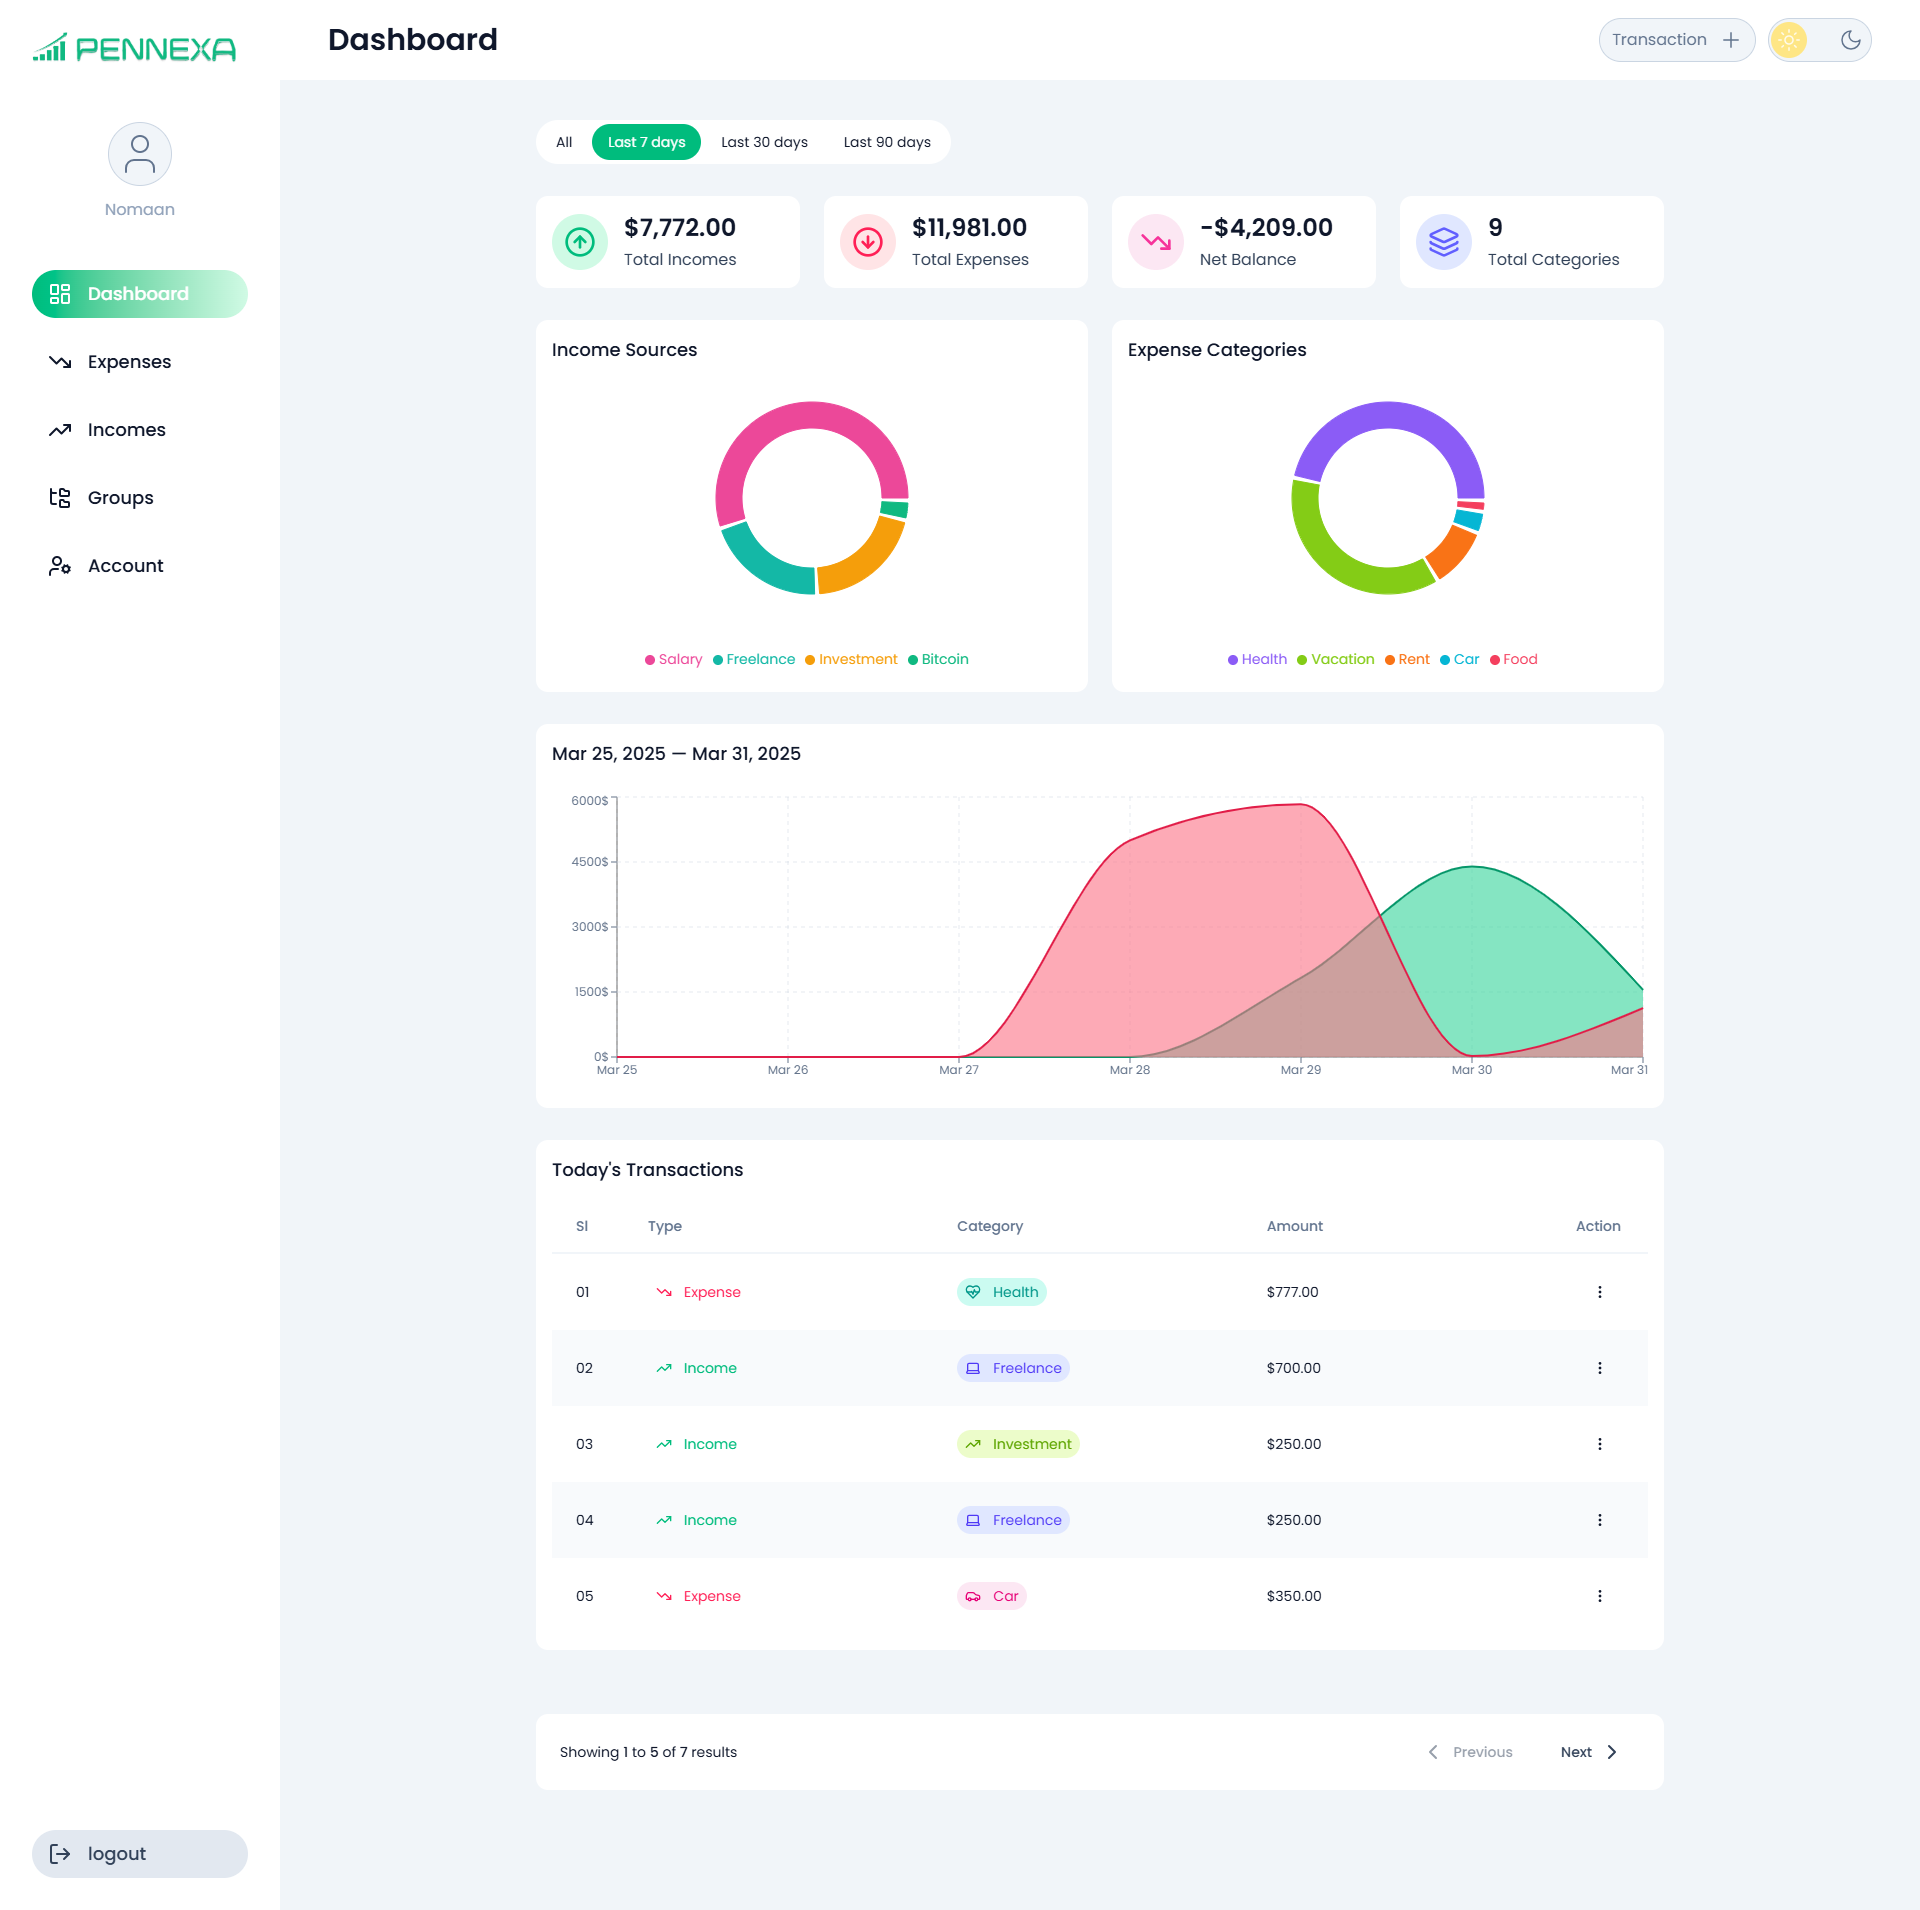 PENNEXA
Dashboard
Transaction
Nomaan
Dashboard
Expenses
Incomes
Groups
Account
logout
All Last 7 days Last 30 days Last 90 days
$7,772.00
Total Incomes
$11,981.00
Total Expenses
-$4,209.00
Net Balance
9
Total Categories
Income Sources
Salary Freelance Investment Bitcoin
Expense Categories
Health Vacation Rent Car Food
Mar 25, 2025 — Mar 31, 2025
6000$
4500$
3000$
1500$
0$
Mar 25 Mar 26 Mar 27 Mar 28 Mar 29 Mar 30 Mar 31
Today's Transactions
Sl Type Category Amount Action
01 Expense Health $777.00
02 Income Freelance $700.00
03 Income Investment $250.00
04 Income Freelance $250.00
05 Expense Car $350.00
Showing 1 to 5 of 7 results Previous Next